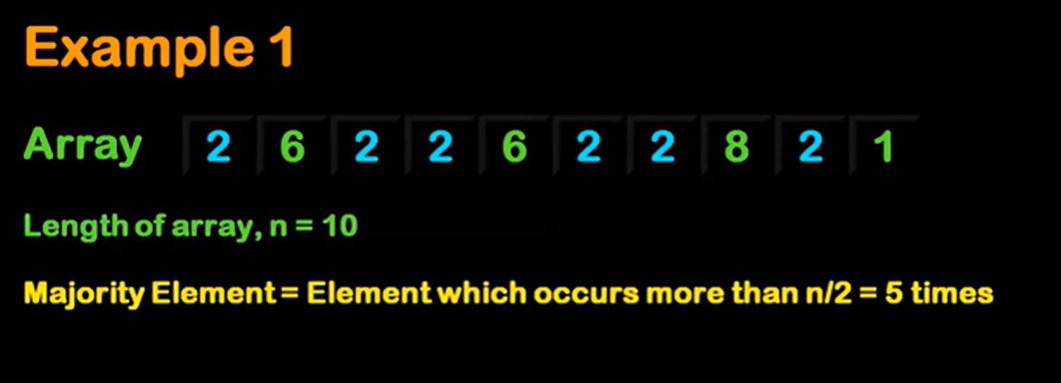 Example 1
Array 2 6 2 2 6 2 2 8 2 1
Length of array, n = 10
Majority Element = Element which occurs more than n/2 = 5 times